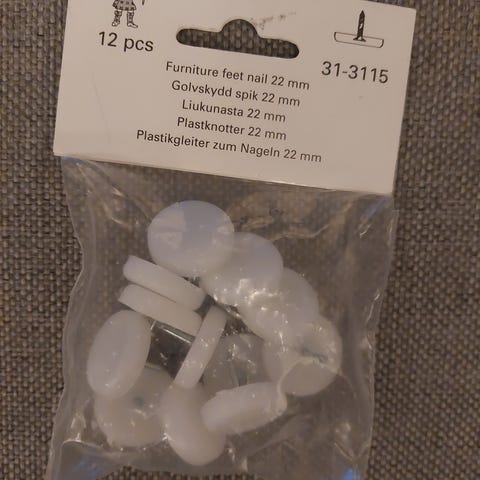 12 pcs
31-3115
Furniture feet nail 22 mm
Golvskydd spik 22 mm
Liukunasta 22 mm
Plastknotter 22 mm
Plastikgleiter zum Nageln 22 mm